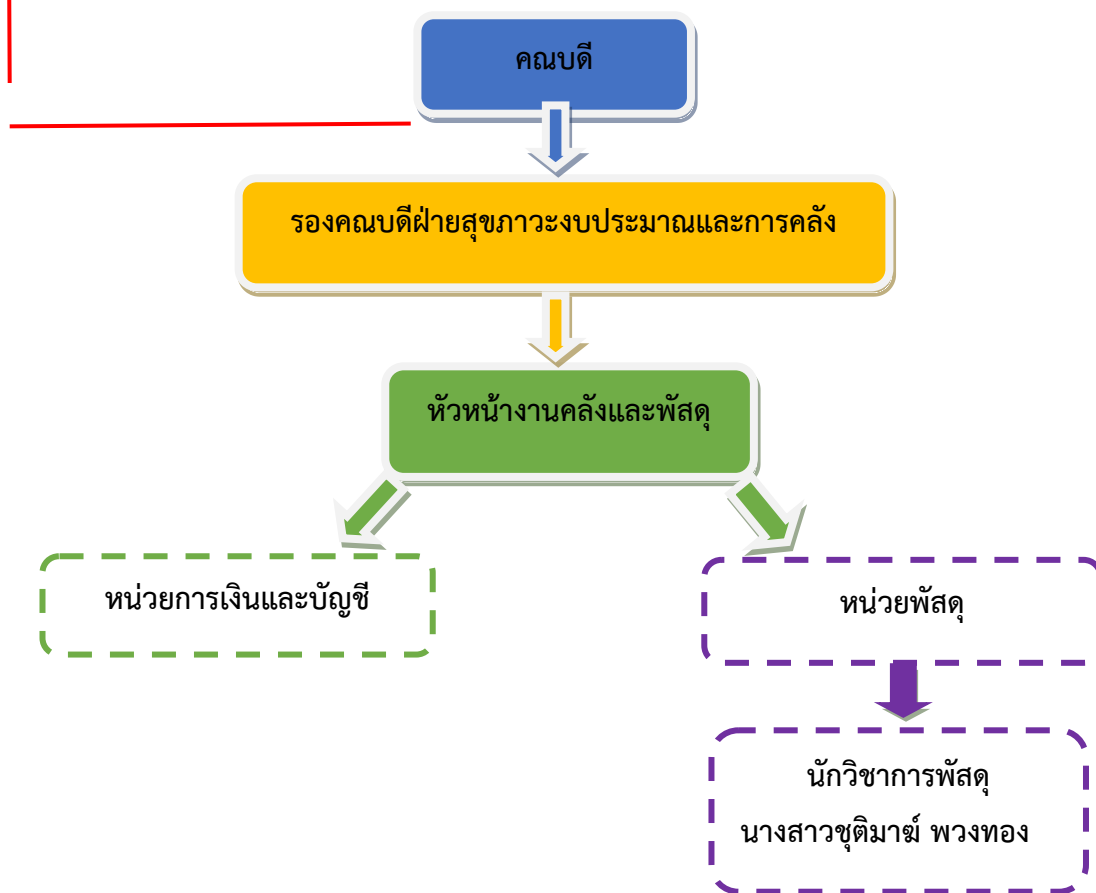 คณบดี
รองคณบดีฝ่ายสุขภาวะงบประมาณและการคลัง
หัวหน้างานคลังและพัสดุ
หน่วยการเงินและบัญชี
หน่วยพัสดุ
นักวิชาการพัสดุ
นางสาวชุติมาฆ์ พวงทอง